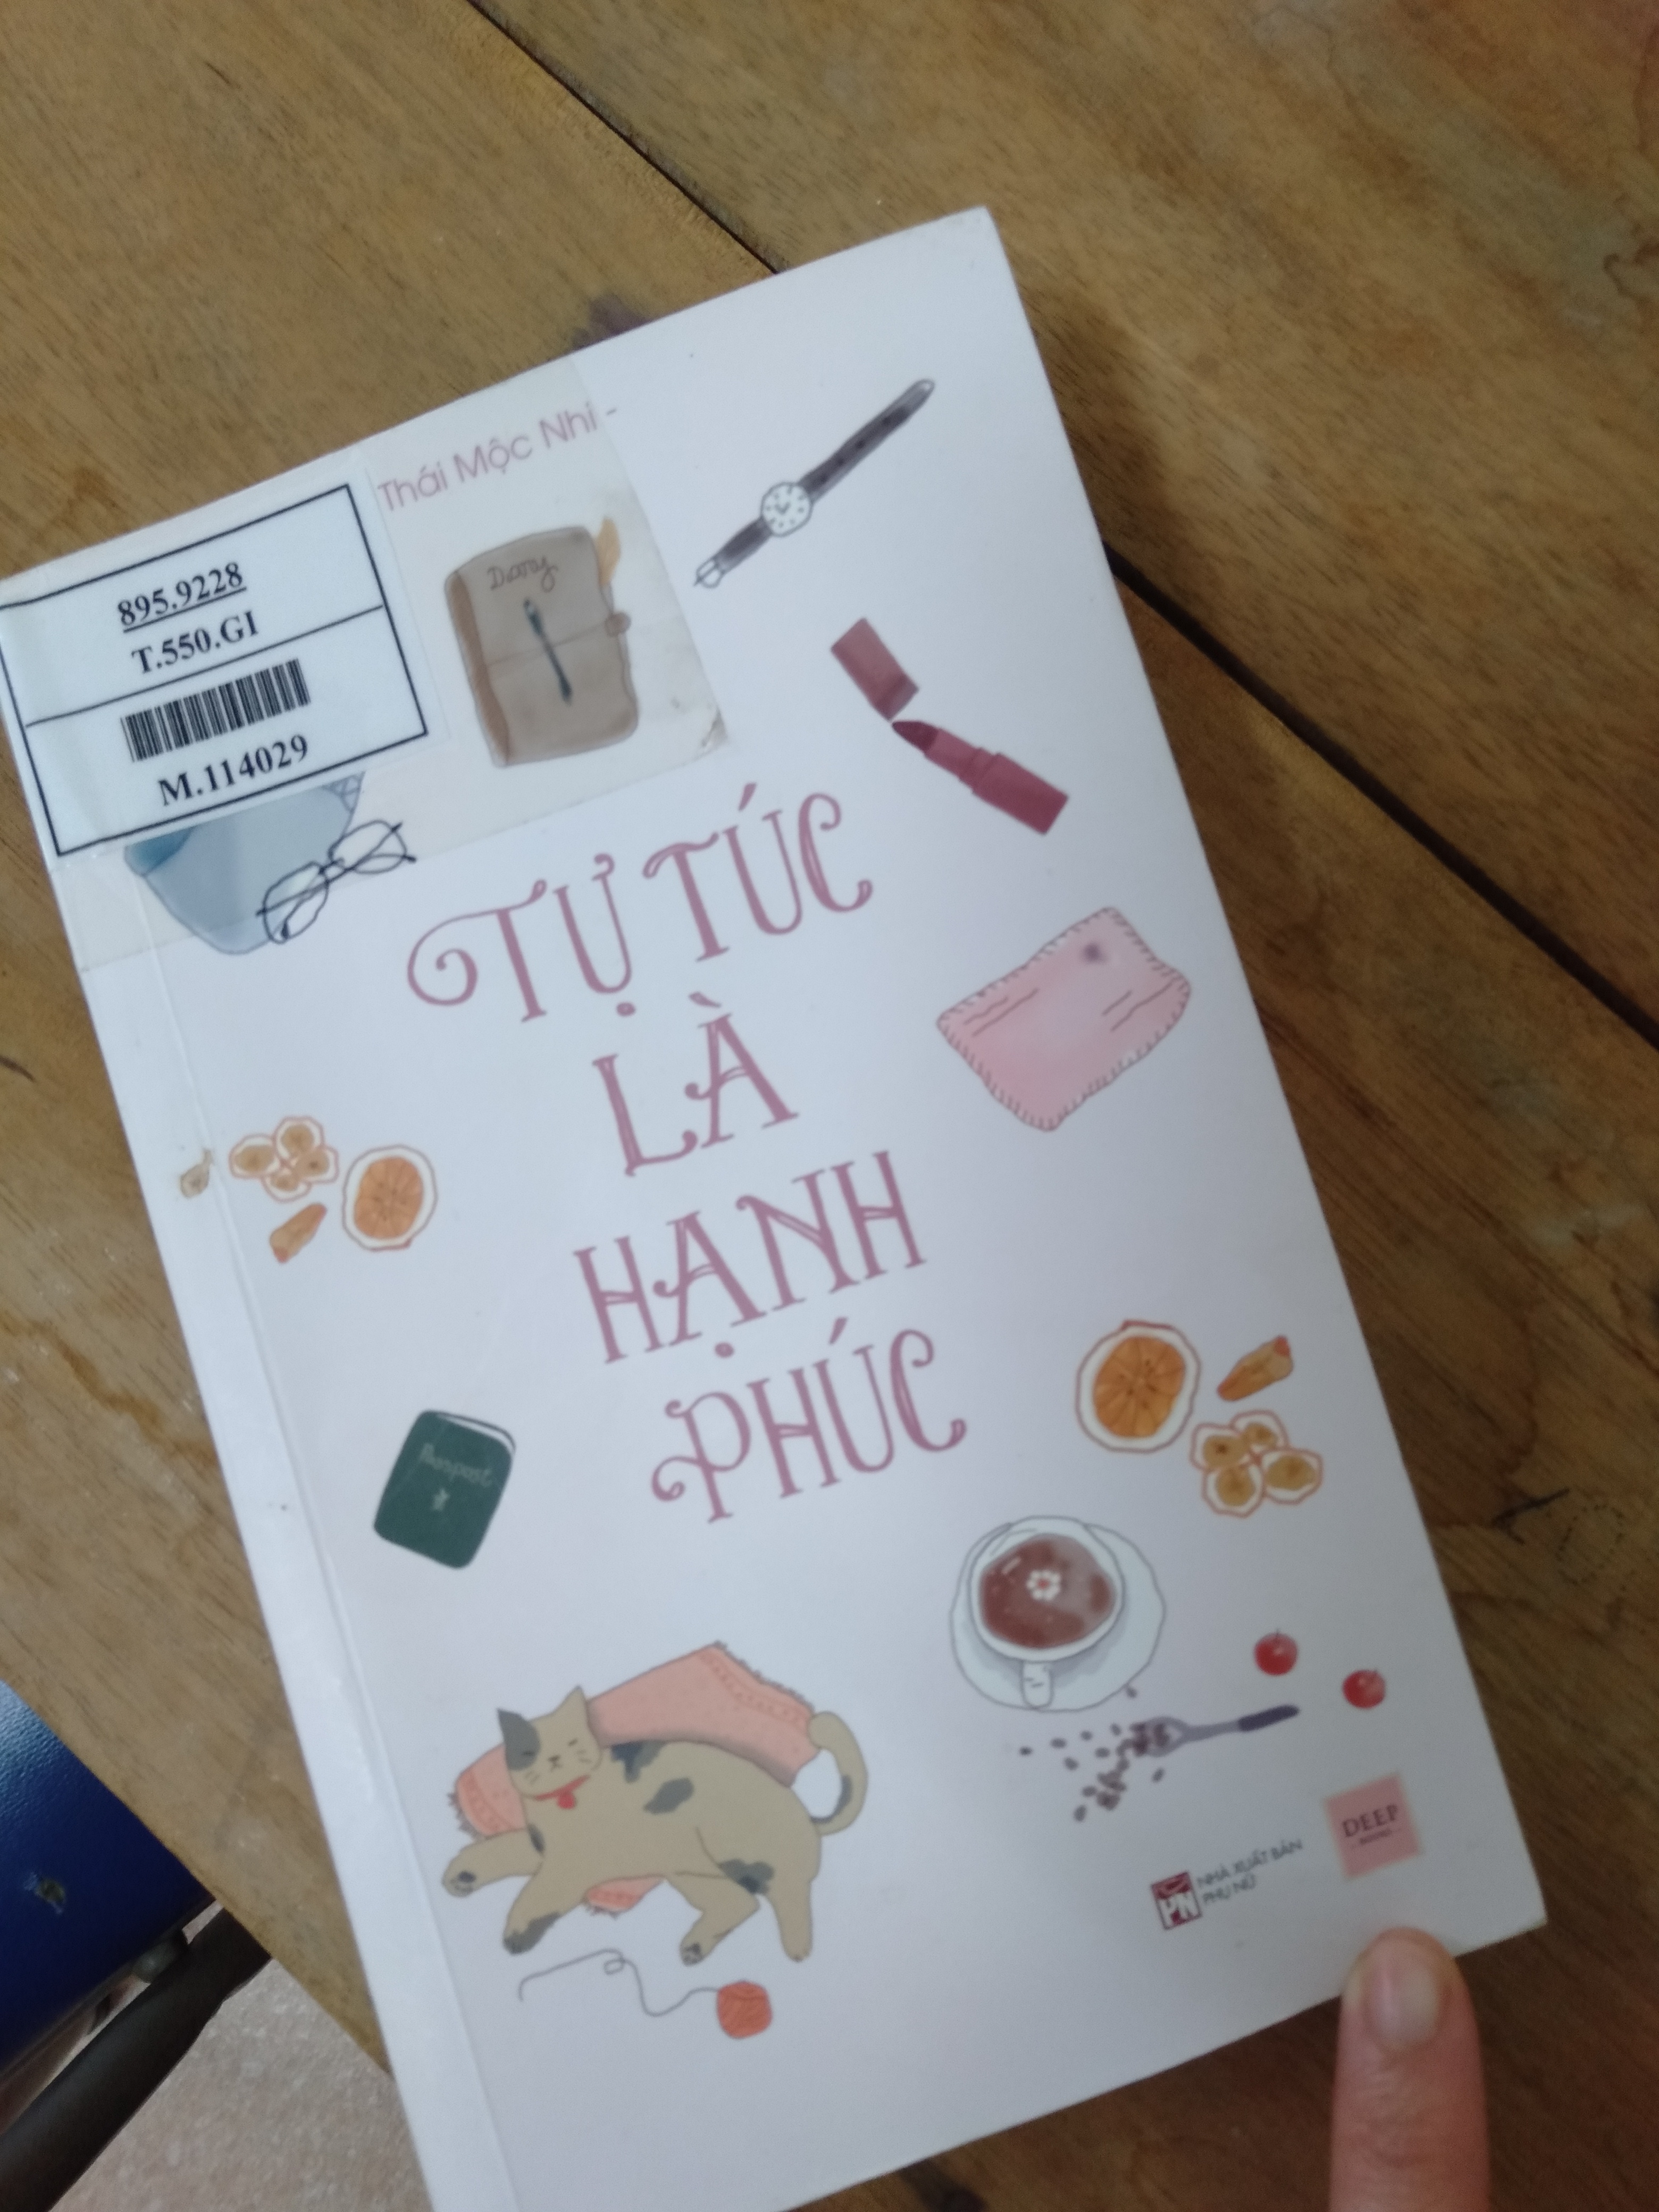 Thái Mộc Nhi -
895.9228
T.550.GI
M.114029
Diary
TỰ TÚC
LÀ
HẠNH
PHÚC
PN
NHÀ XUẤT BẢN
PHỤ NỮ
DEEP